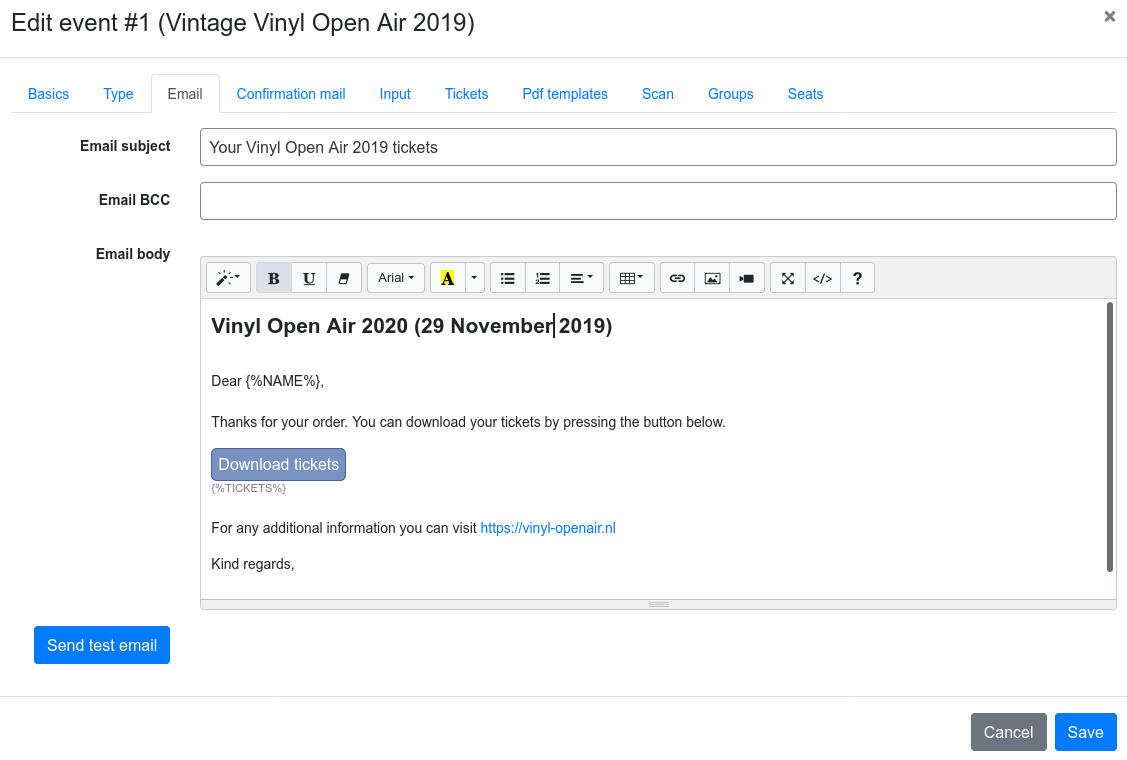 Edit event #1 (Vintage Vinyl Open Air 2019)
×
Basics Type Email Confirmation mail Input Tickets Pdf templates Scan Groups Seats
Email subject
Your Vinyl Open Air 2019 tickets
Email BCC
Email body
B U Arial A </> ?
Vinyl Open Air 2020 (29 November 2019)
Dear {%NAME%},
Thanks for your order. You can download your tickets by pressing the button below.
Download tickets
{%TICKETS%}
For any additional information you can visit https://vinyl-openair.nl
Kind regards,
Send test email
Cancel Save